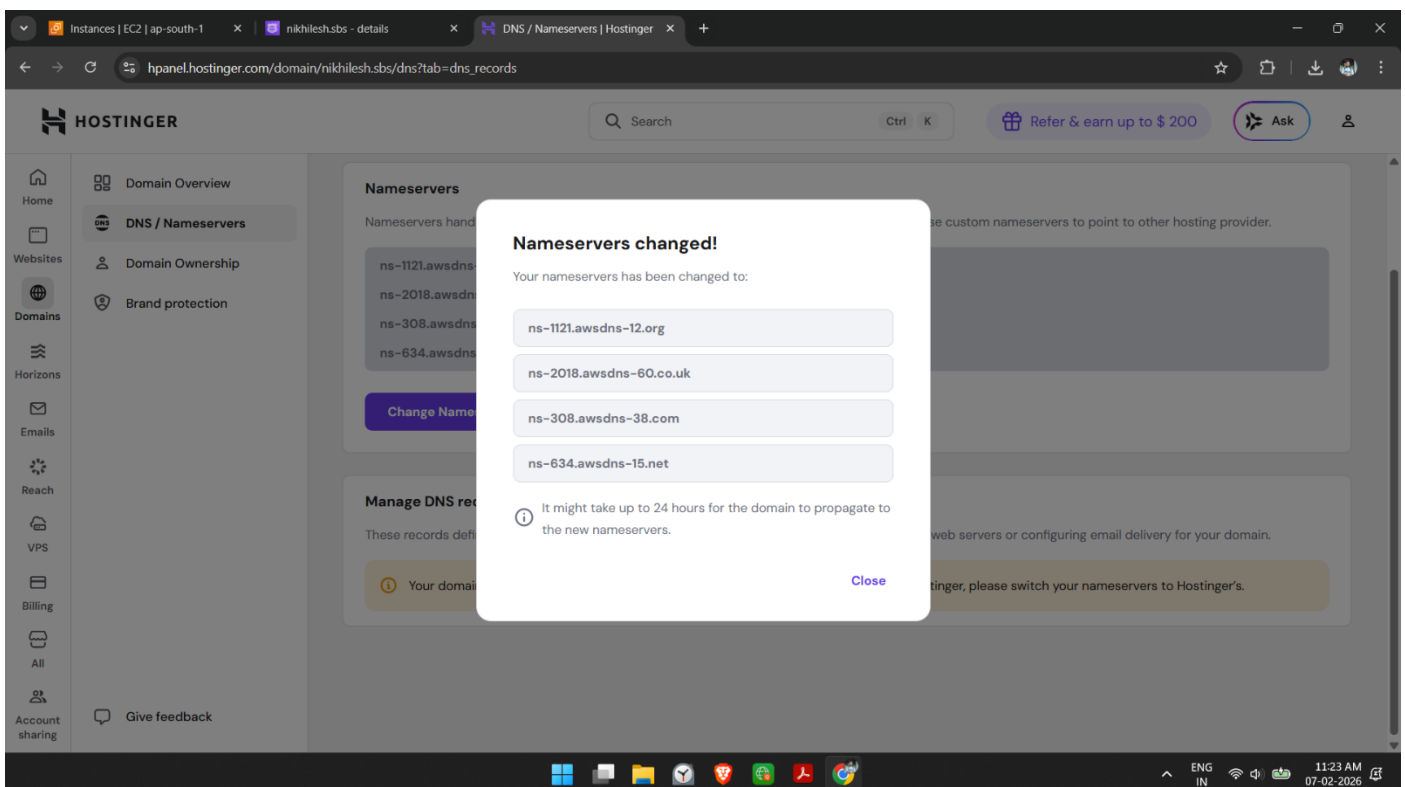 Instances | EC2 | ap-south-1
nikhilesh.sbs - details
DNS / Nameservers | Hostinger
hpanel.hostinger.com/domain/nikhilesh.sbs/dns?tab=dns_records
HOSTINGER
Search
Ctrl K
Refer & earn up to $ 200
Ask
Home
Websites
Domains
Horizons
Emails
Reach
VPS
Billing
All
Account
sharing
Domain Overview
DNS / Nameservers
Domain Ownership
Brand protection
Give feedback
Nameservers
Nameservers hand
se custom nameservers to point to other hosting provider.
ns-1121.awsdns-
ns-2018.awsdn
ns-308.awsdns
ns-634.awsdns
Change Name
Manage DNS rec
These records defi
web servers or configuring email delivery for your domain.
Your domai
tinger, please switch your nameservers to Hostinger's.
Nameservers changed!
Your nameservers has been changed to:
ns-1121.awsdns-12.org
ns-2018.awsdns-60.co.uk
ns-308.awsdns-38.com
ns-634.awsdns-15.net
It might take up to 24 hours for the domain to propagate to
the new nameservers.
Close
ENG
IN
11:23 AM
07-02-2026